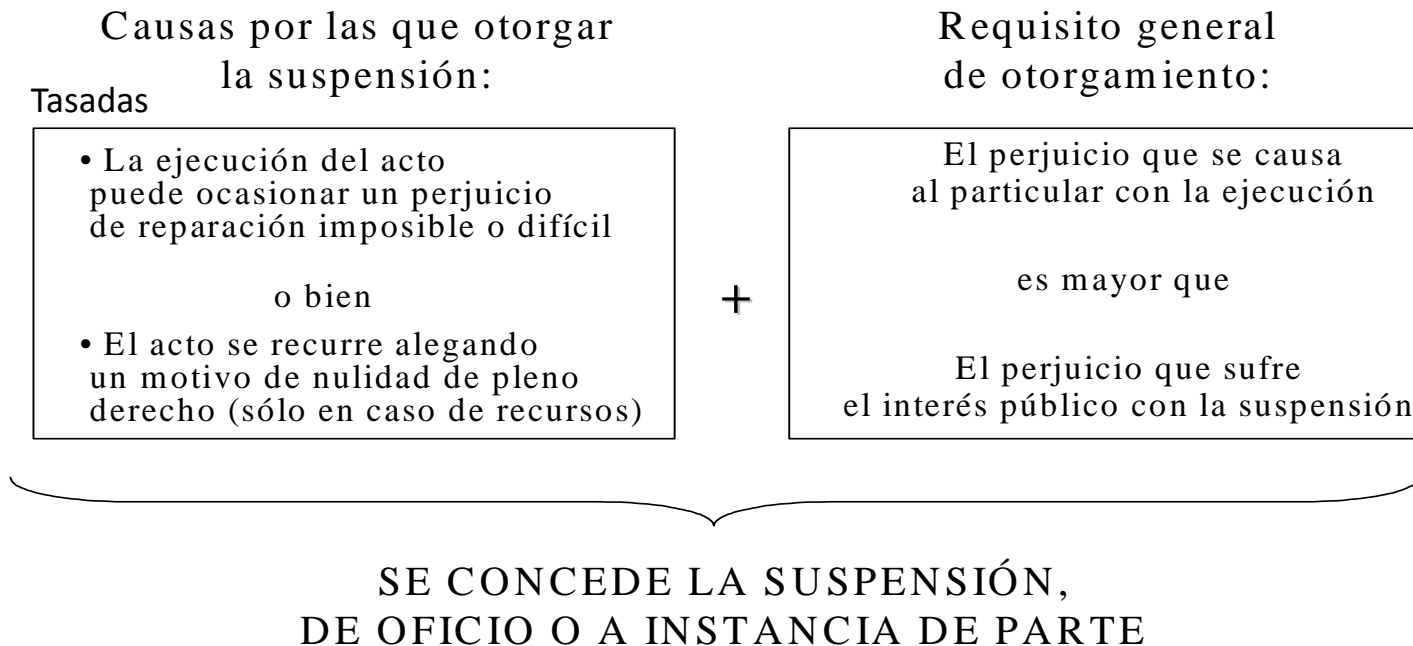 Causas por las que otorgar
la suspensión:
Tasadas
• La ejecución del acto
puede ocasionar un perjuicio
de reparación imposible o difícil
o bien
• El acto se recurre alegando
un motivo de nulidad de pleno
derecho (sólo en caso de recursos)
+
Requisito general
de otorgamiento:
El perjuicio que se causa
al particular con la ejecución
es mayor que
El perjuicio que sufre
el interés público con la suspensión
SE CONCEDE LA SUSPENSIÓN,
DE OFICIO O A INSTANCIA DE PARTE